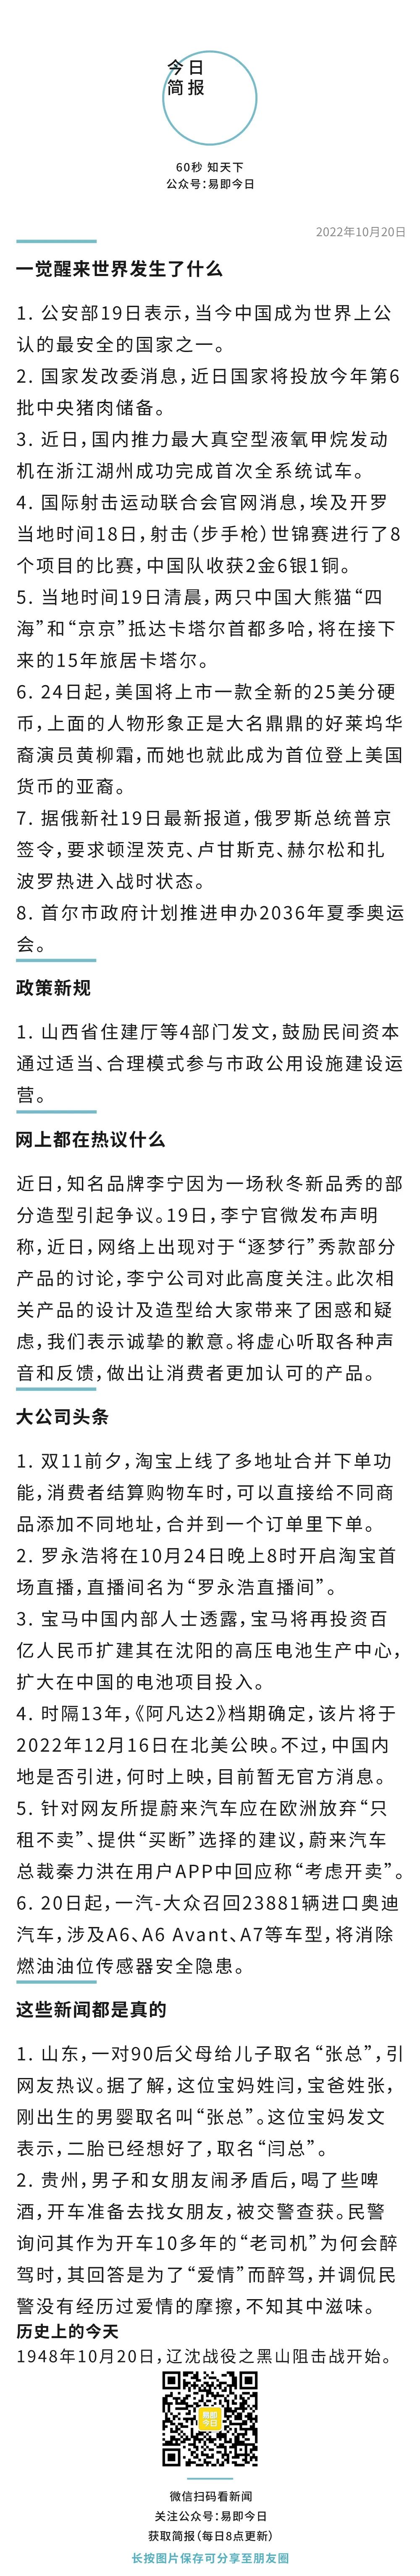 今日
简报
60秒 知天下
公众号：易即今日
2022年10月20日
一觉醒来世界发生了什么
1. 公安部19日表示，当今中国成为世界上公
认的最安全的国家之一。
2. 国家发改委消息，近日国家将投放今年第6
批中央猪肉储备。
3. 近日，国内推力最大真空型液氧甲烷发动
机在浙江湖州成功完成首次全系统试车。
4. 国际射击运动联合会官网消息，埃及开罗
当地时间18日，射击（步手枪）世锦赛进行了8
个项目的比赛，中国队收获2金6银1铜。
5. 当地时间19日清晨，两只中国大熊猫“四
海”和“京京”抵达卡塔尔首都多哈，将在接下
来的15年旅居卡塔尔。
6. 24日起，美国将上市一款全新的25美分硬
币，上面的人物形象正是大名鼎鼎的好莱坞华
裔演员黄柳霜，而她也就此成为首位登上美国
货币的亚裔。
7. 据俄新社19日最新报道，俄罗斯总统普京
签令，要求顿涅茨克、卢甘斯克、赫尔松和扎
波罗热进入战时状态。
8. 首尔市政府计划推进申办2036年夏季奥运
会。
政策新规
1. 山西省住建厅等4部门发文，鼓励民间资本
通过适当、合理模式参与市政公用设施建设运
营。
网上都在热议什么
近日，知名品牌李宁因为一场秋冬新品秀的部
分造型引起争议。19日，李宁官微发布声明
称，近日，网络上出现对于“逐梦行”秀款部分
产品的讨论，李宁公司对此高度关注。此次相
关产品的设计及造型给大家带来了困惑和疑
虑，我们表示诚挚的歉意。将虚心听取各种声
音和反馈，做出让消费者更加认可的产品。
大公司头条
1. 双11前夕，淘宝上线了多地址合并下单功
能，消费者结算购物车时，可以直接给不同商
品添加不同地址，合并到一个订单里下单。
2. 罗永浩将在10月24日晚上8时开启淘宝首
场直播，直播间名为“罗永浩直播间”。
3. 宝马中国内部人士透露，宝马将再投资百
亿人民币扩建其在沈阳的高压电池生产中心，
扩大在中国的电池项目投入。
4. 时隔13年，《阿凡达2》档期确定，该片将于
2022年12月16日在北美公映。不过，中国内
地是否引进，何时上映，目前暂无官方消息。
5. 针对网友所提蔚来汽车应在欧洲放弃“只
租不卖”、提供“买断”选择的建议，蔚来汽车
总裁秦力洪在用户APP中回应称“考虑开卖”。
6. 20日起，一汽-大众召回23881辆进口奥迪
汽车，涉及A6、A6 Avant、A7等车型，将消除
燃油油位传感器安全隐患。
这些新闻都是真的
1. 山东，一对90后父母给儿子取名“张总”，引
网友热议。据了解，这位宝妈姓闫，宝爸姓张，
刚出生的男婴取名叫“张总”。这位宝妈发文
表示，二胎已经想好了，取名“闫总”。
2. 贵州，男子和女朋友闹矛盾后，喝了些啤
酒，开车准备去找女朋友，被交警查获。民警
询问其作为开车10多年的“老司机”为何会醉
驾时，其回答是为了“爱情”而醉驾，并调侃民
警没有经历过爱情的摩擦，不知其中滋味。
历史上的今天
1948年10月20日，辽沈战役之黑山阻击战开始。
易即
今日
微信扫码看新闻
关注公众号：易即今日
获取简报（每日8点更新）
长按图片保存可分享至朋友圈